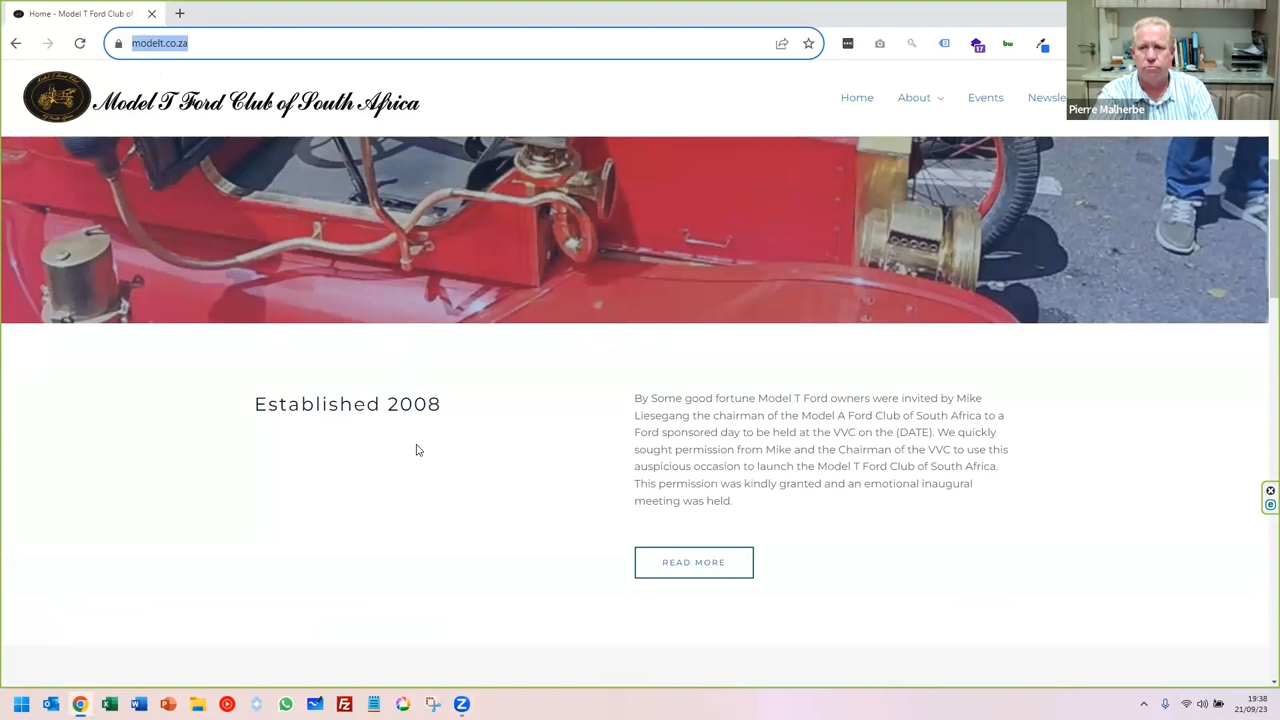 Home - Model T Ford Club of
modelt.co.za
17
bw
Pierre Malherbe
Model T Ford Club of South Africa
Home
About
Events
Newsle
Established 2008
By Some good fortune Model T Ford owners were invited by Mike
Liesegang the chairman of the Model A Ford Club of South Africa to a
Ford sponsored day to be held at the VVC on the (DATE). We quickly
sought permission from Mike and the Chairman of the VVC to use this
auspicious occasion to launch the Model T Ford Club of South Africa.
This permission was kindly granted and an emotional inaugural
meeting was held.
READ MORE
19:38
21/09/23